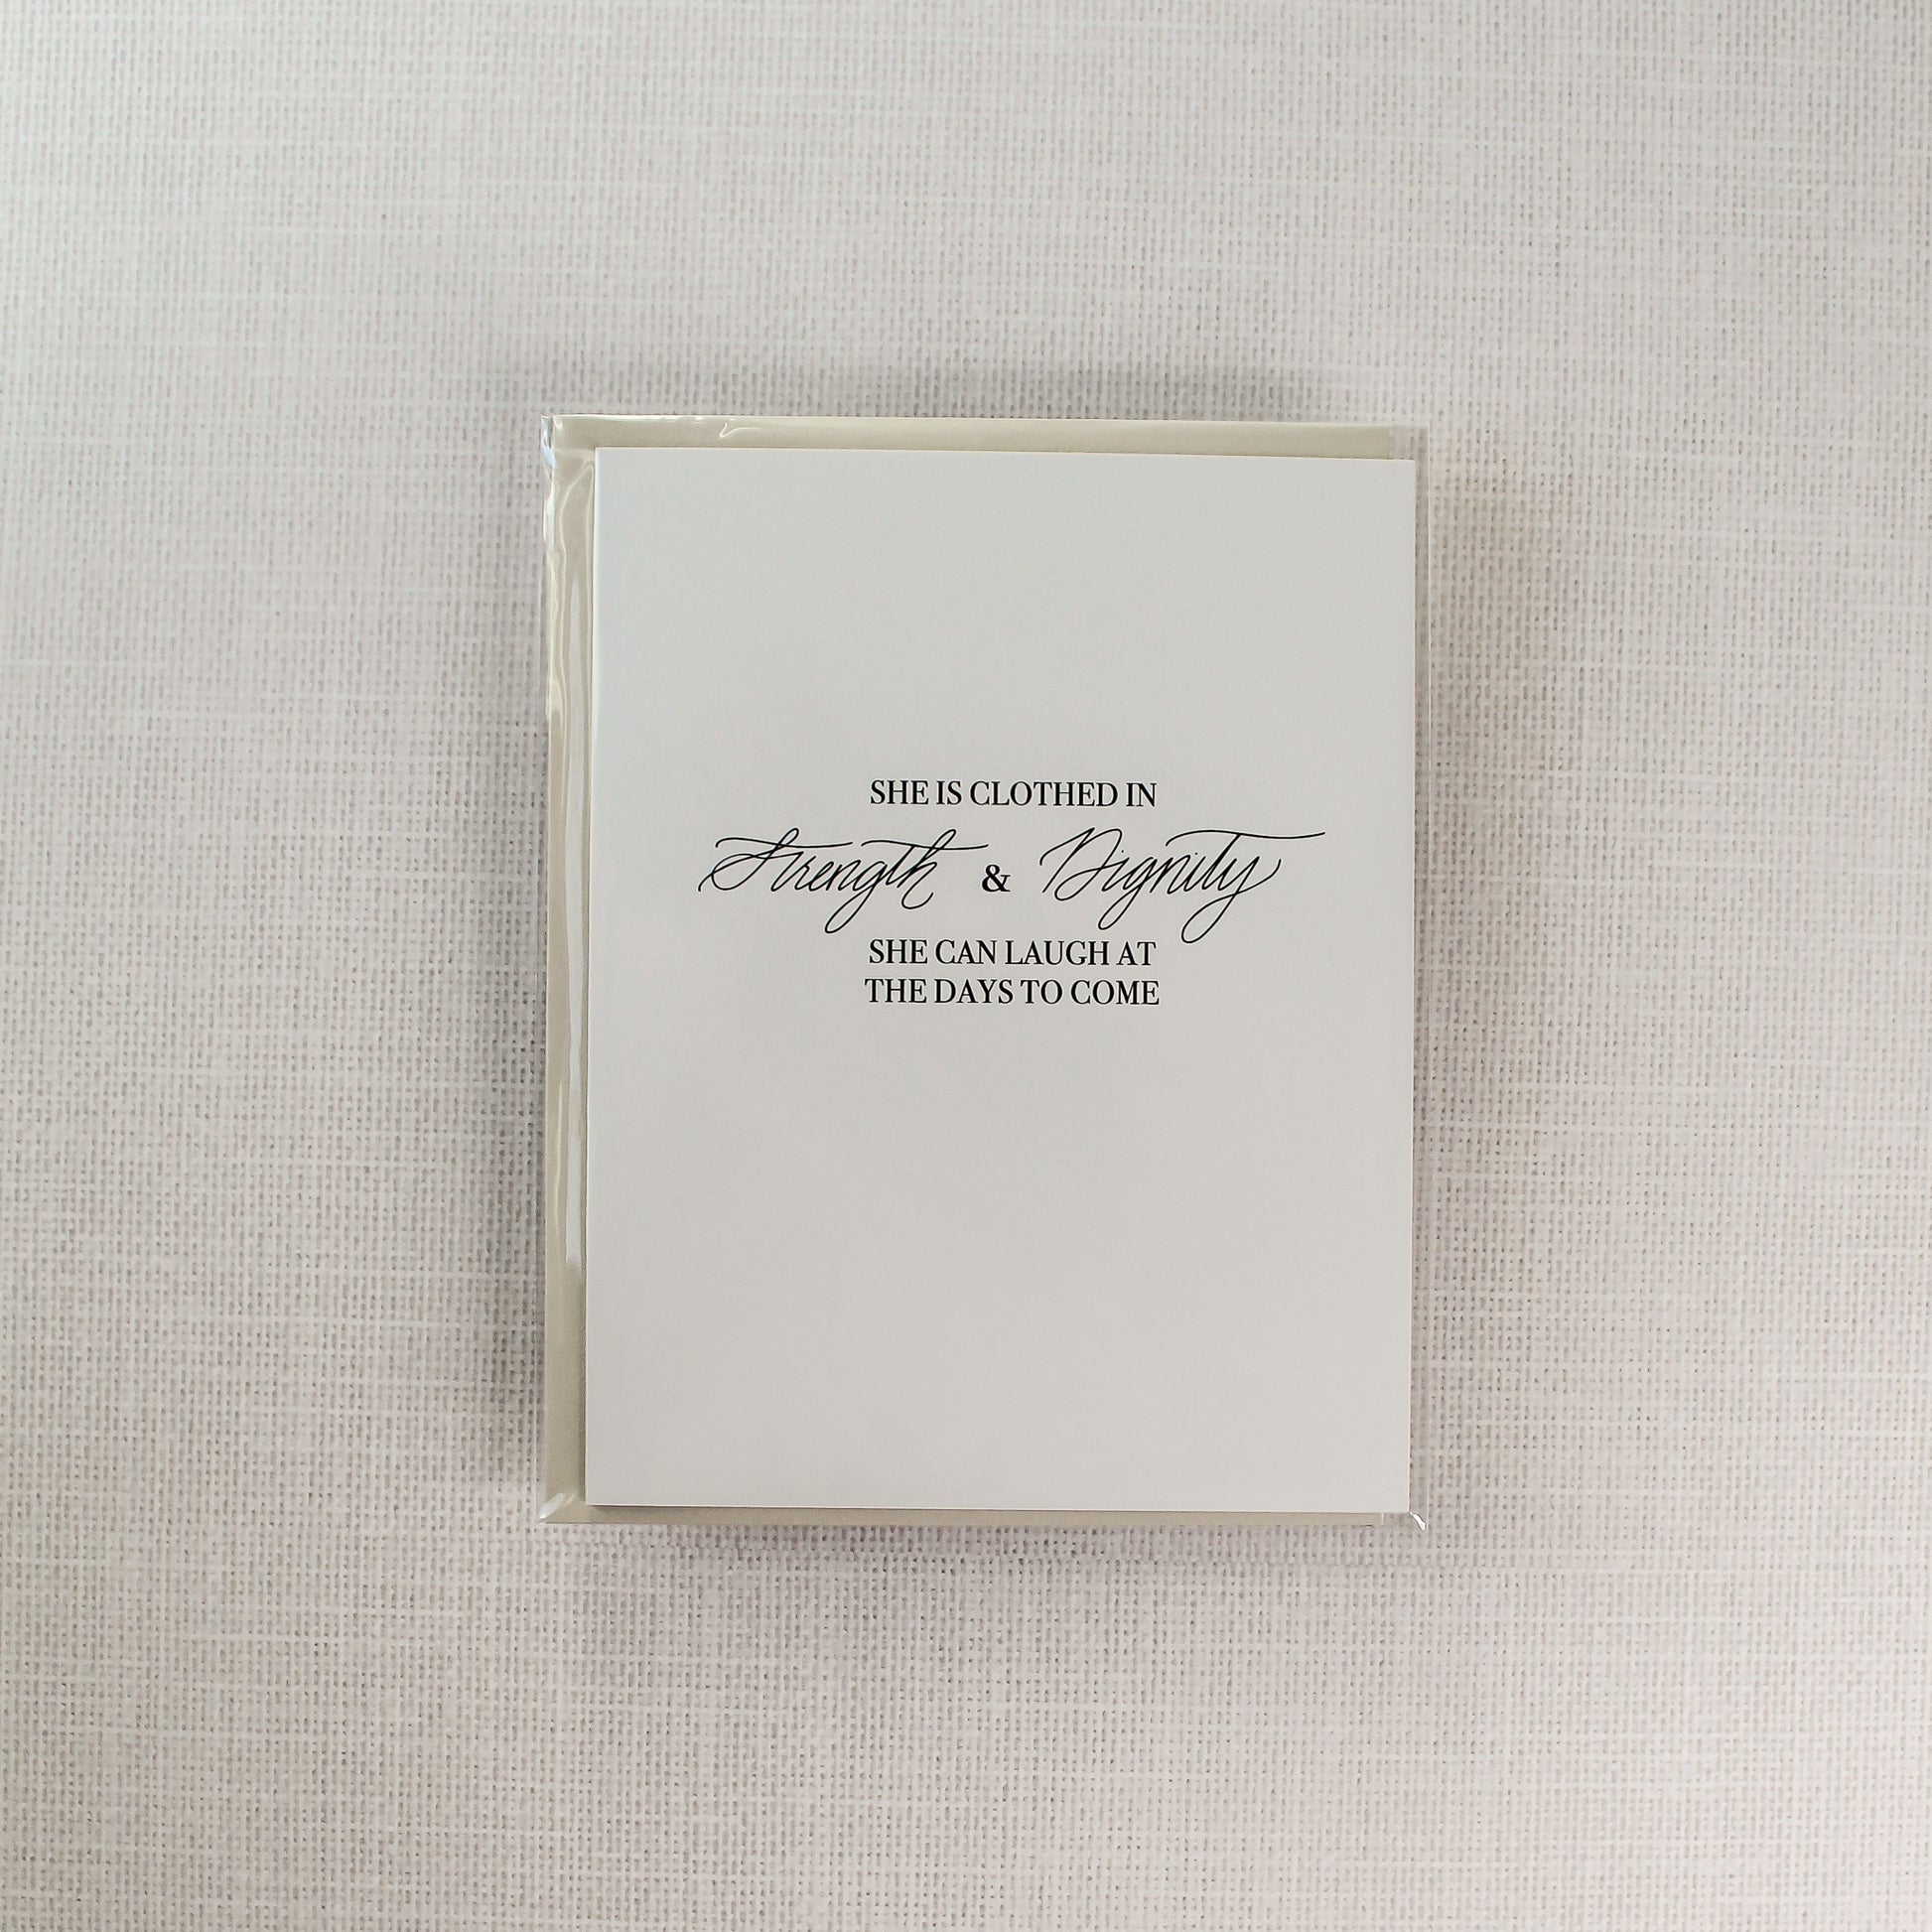 SHE IS CLOTHED IN
Strength & Dignity
SHE CAN LAUGH AT
THE DAYS TO COME